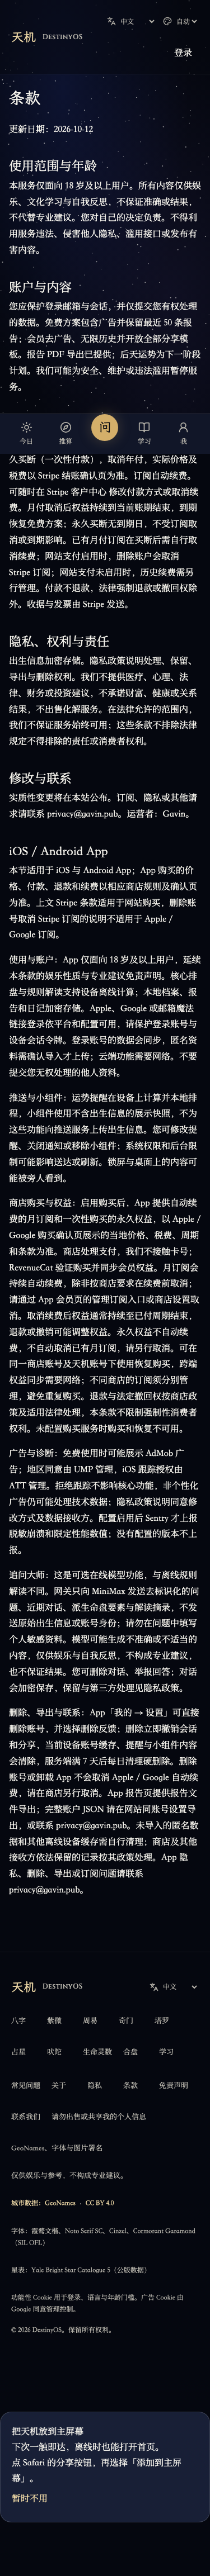 天机 DestinyOS
中文
自动
登录
条款
更新日期：2026-10-12
使用范围与年龄
本服务仅面向 18 岁及以上用户。所有内容仅供娱
乐、文化学习与自我反思，不保证准确或结果，
不代替专业建议。您对自己的决定负责。不得利
用服务违法、侵害他人隐私、滥用接口或发布有
害内容。
账户与内容
您应保护登录邮箱与会话，并仅提交您有权处理
的数据。免费方案包含广告并保留最近 50 条报
告；会员去广告、无限历史并开放全部分享模
板。报告 PDF 导出已提供；后天运势为下一阶段
计划。我们可能为安全、维护或违法滥用暂停服
务。
今日
推算
问
学习
我
久买断（一次性付款），取消年付，实际价格及
税费以 Stripe 结账确认页为准。订阅自动续费。
可随时在 Stripe 客户中心 修改付款方式或取消续
费。月付取消后权益持续到当前账期结束，到期
恢复免费方案；永久买断无到期日，不受订阅取
消或到期影响。已有月付订阅在买断后需自行取
消续费；网站支付启用时，删除账户会取消
Stripe 订阅；网站支付未启用时，历史续费需另
行管理。付款不退款，法律强制退款或撤回权除
外。收据与发票由 Stripe 发送。
隐私、权利与责任
出生信息加密存储。隐私政策说明处理、保留、
导出与删除权利。我们不提供医疗、心理、法
律、财务或投资建议，不承诺财富、健康或关系
结果，不出售化解服务。在法律允许的范围内，
我们不保证服务始终可用；这些条款不排除法律
规定不得排除的责任或消费者权利。
修改与联系
实质性变更将在本站公布。订阅、隐私或其他请
求请联系 privacy@gavin.pub。运营者：Gavin。
iOS / Android App
本节适用于 iOS 与 Android App；App 购买的价
格、付款、退款和续费以相应商店规则及确认页
为准。上文 Stripe 条款适用于网站购买，删除账
号取消 Stripe 订阅的说明不适用于 Apple /
Google 订阅。
使用与账户：App 仅面向 18 岁及以上用户，延续
本条款的娱乐性质与专业建议免责声明。核心排
盘与规则解读支持设备离线计算；本地档案、报
告和日记加密存储。Apple、Google 或邮箱魔法
链接登录依平台和配置可用，请保护登录账号与
设备会话令牌。登录账号的数据会同步，匿名资
料需确认导入才上传；云端功能需要网络。不要
提交您无权处理的他人资料。
推送与小组件：运势提醒在设备上计算并本地排
程，小组件使用不含出生信息的展示快照，不为
这些功能向推送服务上传出生信息。您可修改提
醒、关闭通知或移除小组件；系统权限和后台限
制可能影响送达或刷新。锁屏与桌面上的内容可
能被旁人看到。
商店购买与权益：启用购买后，App 提供自动续
费的月订阅和一次性购买的永久权益，以 Apple /
Google 购买确认页展示的当地价格、税费、周期
和条款为准。商店处理支付，我们不接触卡号；
RevenueCat 验证购买并同步会员权益。月订阅会
持续自动续费，除非按商店要求在续费前取消；
请通过 App 会员页的管理订阅入口或商店设置取
消。取消续费后权益通常持续至已付周期结束，
退款或撤销可能调整权益。永久权益不自动续
费，不自动取消已有月订阅，请另行取消。可在
同一商店账号及天机账号下使用恢复购买，跨端
权益同步需要网络；不同商店的订阅须分别管
理，避免重复购买。退款与法定撤回权按商店政
策及适用法律处理，本条款不限制强制性消费者
权利。未配置购买服务时购买和恢复不可用。
广告与诊断：免费使用时可能展示 AdMob 广
告；地区同意由 UMP 管理，iOS 跟踪授权由
ATT 管理。拒绝跟踪不影响核心功能，非个性化
广告仍可能处理技术数据；隐私政策说明同意修
改方式及数据接收方。配置启用后 Sentry 才上报
脱敏崩溃和限定性能数值；没有配置的版本不上
报。
追问大师：这是可选在线模型功能，与离线规则
解读不同。网关只向 MiniMax 发送去标识化的问
题、近期对话、派生命盘要素与解读摘录，不发
送原始出生信息或账号身份；请勿在问题中填写
个人敏感资料。模型可能生成不准确或不适当的
内容，仅供娱乐与自我反思，不构成专业建议，
也不保证结果。您可删除对话、举报回答；对话
会加密保存，保留与第三方处理见隐私政策。
删除、导出与联系：App「我的 → 设置」可直接
删除账号，并选择删除反馈；删除立即撤销会话
和分享，当前设备账号缓存、提醒与小组件内容
会清除，服务端满 7 天后每日清理硬删除。删除
账号或卸载 App 不会取消 Apple / Google 自动续
费，请在商店另行取消。App 报告页提供报告文
件导出；完整账户 JSON 请在网站同账号设置导
出，或联系 privacy@gavin.pub。未导入的匿名数
据和其他离线设备缓存需自行清理；商店及其他
接收方依法保留的记录按其政策处理。App 隐
私、删除、导出或订阅问题请联系
privacy@gavin.pub。
天机 DestinyOS
中文
八字 紫微 周易 奇门 塔罗
占星 吠陀 生命灵数 合盘 学习
常见问题 关于 隐私 条款 免责声明
联系我们 请勿出售或共享我的个人信息
GeoNames、字体与图片署名
仅供娱乐与参考，不构成专业建议。
城市数据：GeoNames · CC BY 4.0
字体：霞鹜文楷、Noto Serif SC、Cinzel、Cormorant Garamond
（SIL OFL）
星表：Yale Bright Star Catalogue 5（公版数据）
功能性 Cookie 用于登录、语言与年龄门槛。广告 Cookie 由
Google 同意管理控制。
© 2026 DestinyOS。保留所有权利。
把天机放到主屏幕
下次一触即达，离线时也能打开首页。
点 Safari 的分享按钮，再选择「添加到主屏
幕」。
暂时不用